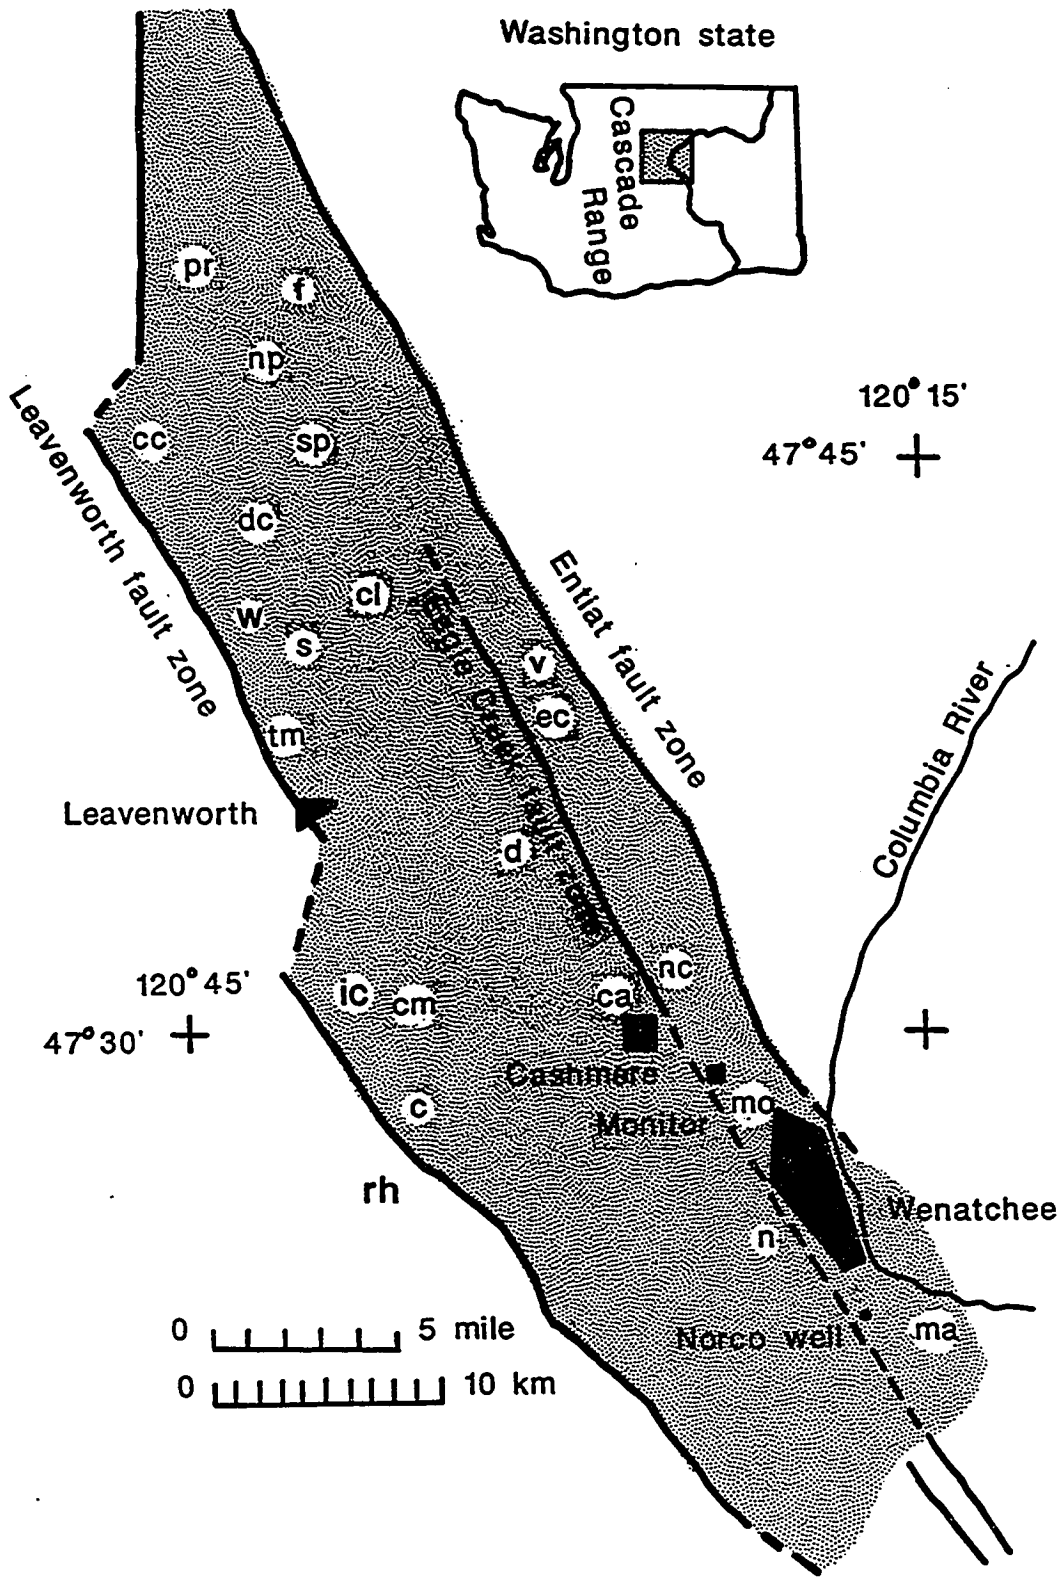 Washington state
Cascade
Range
pr
f
np
120° 15'
47° 45'
cc
sp
Leavenworth fault zone
dc
Entiat fault zone
cl
w
Eagle Creek fault zone
s
v
ec
Columbia River
tm
Leavenworth
d
nc
120° 45'
ic
cm
ca
47° 30'
Cashmere
c
mo
Monitor
rh
Wenatchee
n
0 5 mile
Norco well
ma
0 10 km